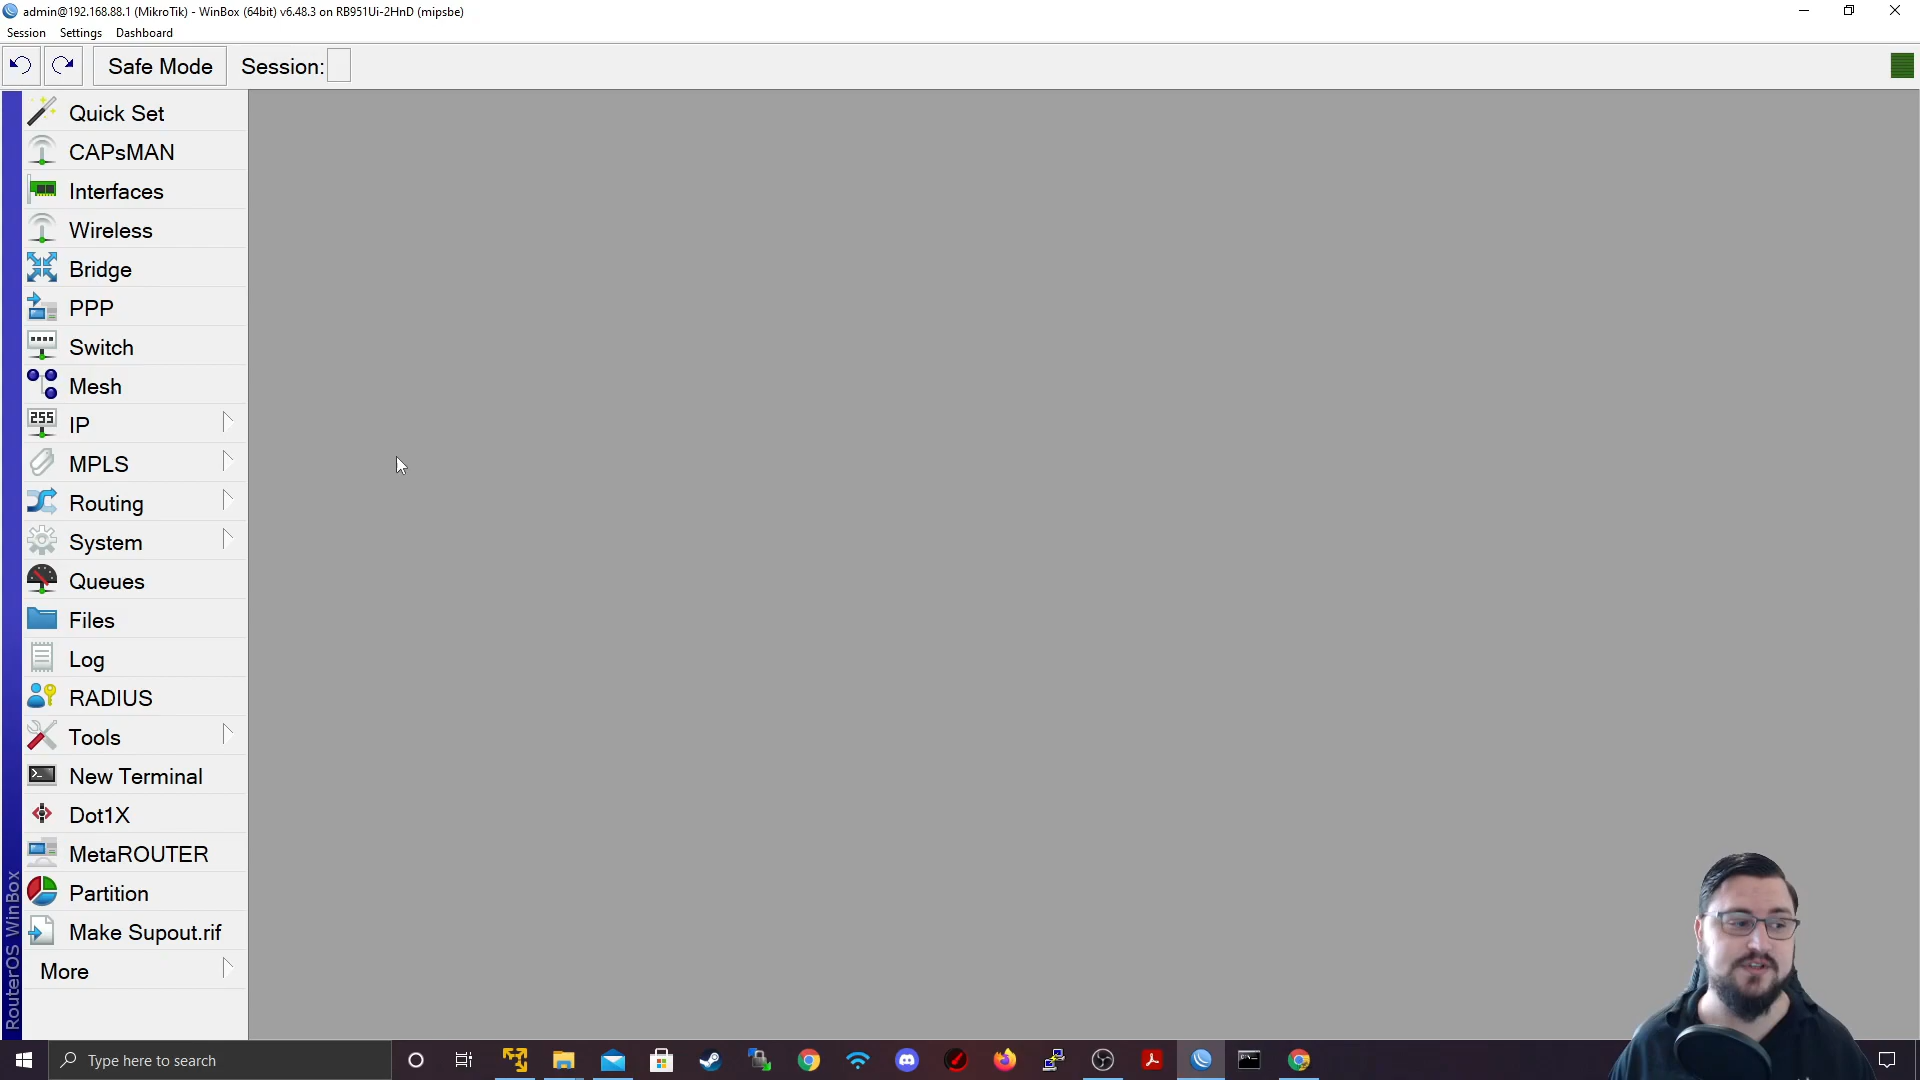 admin@192.168.88.1 (MikroTik) - WinBox (64bit) v6.48.3 on RB951Ui-2HnD (mipsbe)
Session Settings Dashboard
Safe Mode Session:
Quick Set
CAPsMAN
Interfaces
Wireless
Bridge
PPP
Switch
Mesh
255 IP
MPLS
Routing
System
Queues
Files
Log
RADIUS
Tools
New Terminal
Dot1X
MetaROUTER
Partition
Make Supout.rif
More
RouterOS WinBox
Type here to search